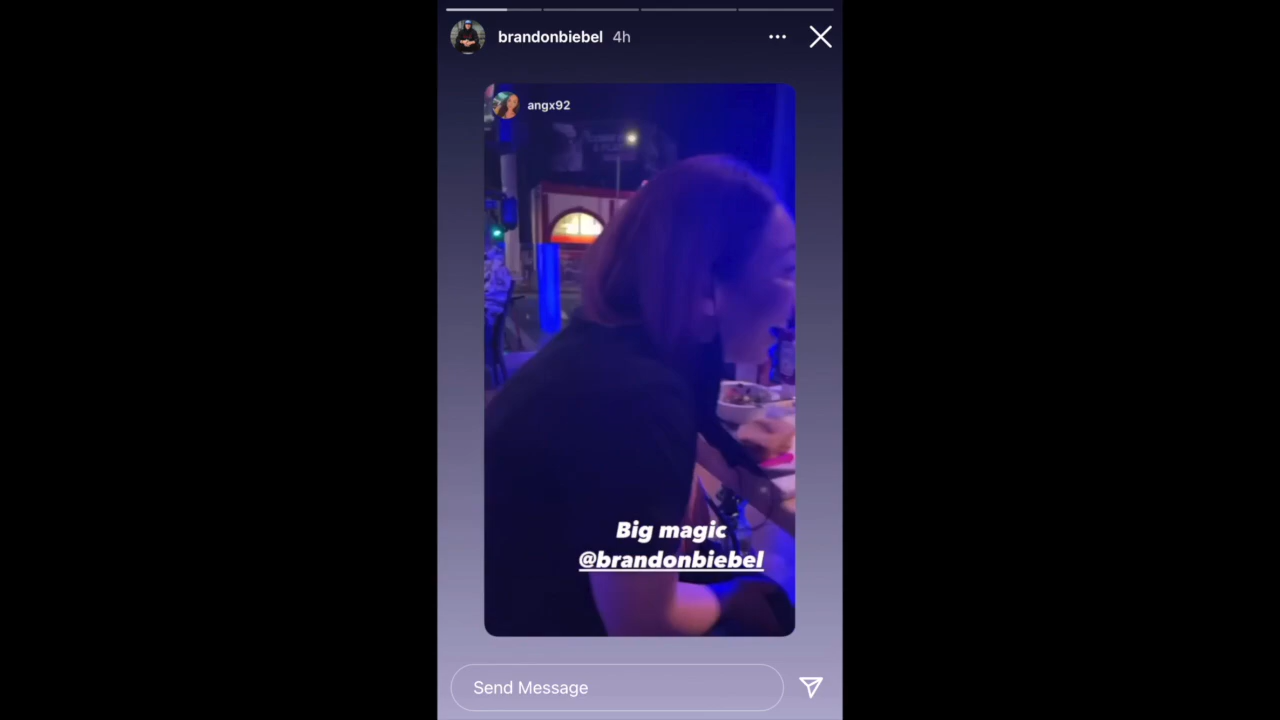 brandonbiebel 4h
angx92
Big magic
@brandonbiebel
Send Message